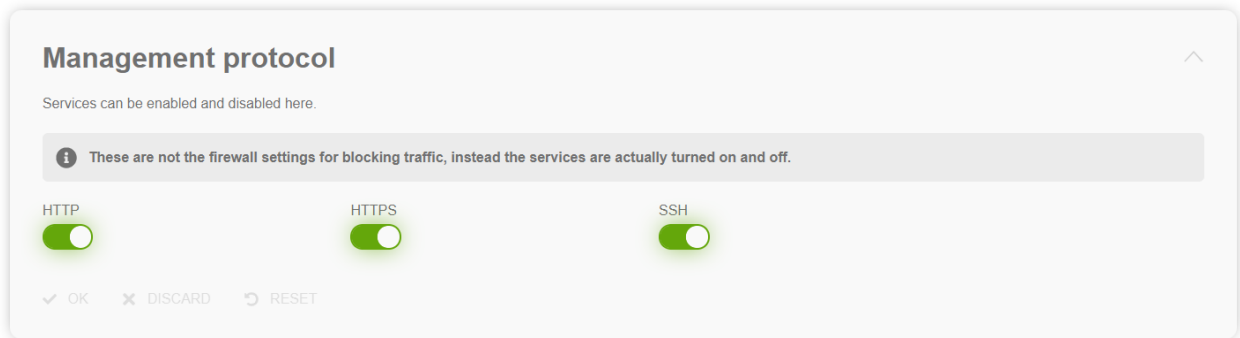 Management protocol
Services can be enabled and disabled here.
These are not the firewall settings for blocking traffic, instead the services are actually turned on and off.
HTTP HTTPS SSH
OK DISCARD RESET